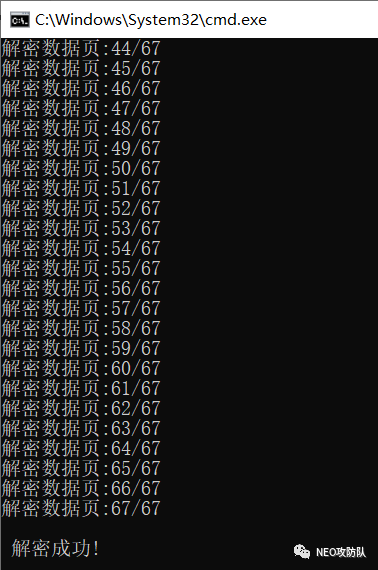 C:\Windows\System32\cmd.exe
解密数据页:44/67
解密数据页:45/67
解密数据页:46/67
解密数据页:47/67
解密数据页:48/67
解密数据页:49/67
解密数据页:50/67
解密数据页:51/67
解密数据页:52/67
解密数据页:53/67
解密数据页:54/67
解密数据页:55/67
解密数据页:56/67
解密数据页:57/67
解密数据页:58/67
解密数据页:59/67
解密数据页:60/67
解密数据页:61/67
解密数据页:62/67
解密数据页:63/67
解密数据页:64/67
解密数据页:65/67
解密数据页:66/67
解密数据页:67/67
解密成功!
NEO攻防队